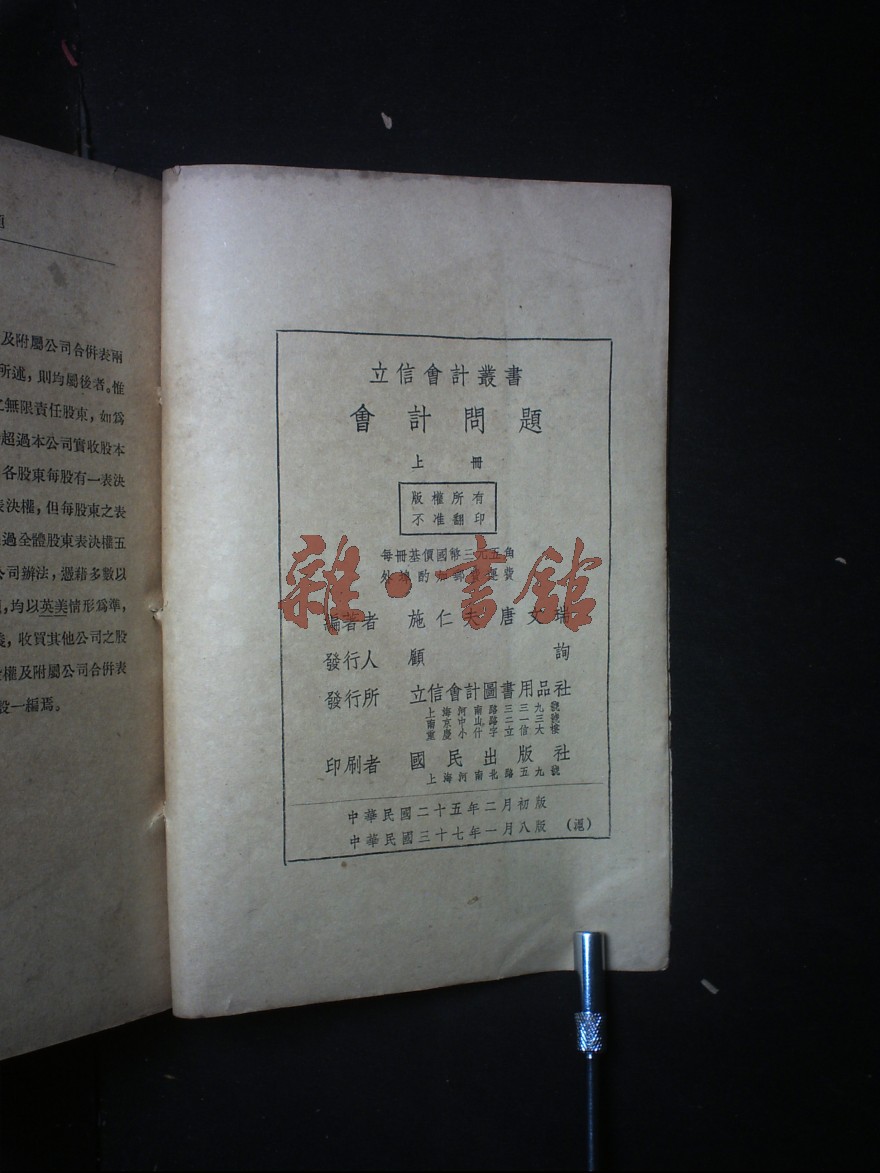 及附屬公司合併表兩
所述，則均屬後者。惟
無限責任股東，如爲
超過本公司實收股本
各股東每股有一表決
表決權，但每股東之表
過全體股東表決權五
公司辦法，憑藉多數以
均以英美情形爲準，
收買其他公司之股
權及附屬公司合併表
一編焉。
立信會計叢書
會計問題
上冊
版權所有
不准翻印
每冊基價國幣三元五角
外埠酌加郵費運費
編著者 施仁夫 唐文瑞
發行人 顧詢
發行所 立信會計圖書用品社
上海河南路三三九號
南京中山路二一三號
重慶小什字立信大樓
印刷者 國民出版社
上海河南北路五九號
中華民國二十五年二月初版
中華民國三十七年一月八版 (滬)
雜·書館